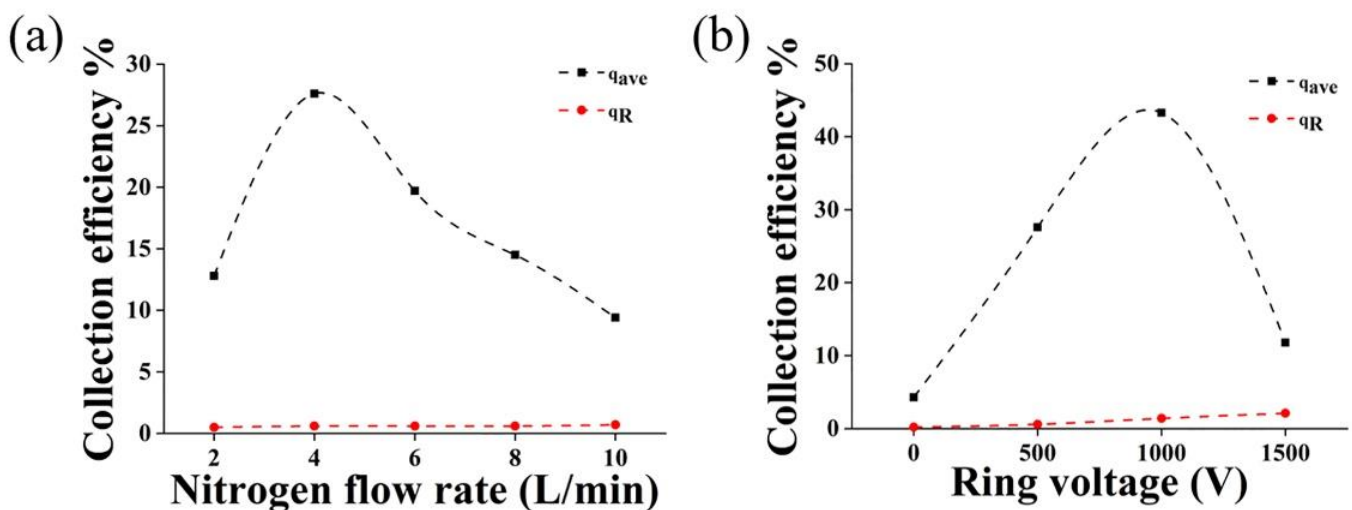 (a)
Collection efficiency %
30
25
20
15
10
5
0
2 4 6 8 10
Nitrogen flow rate (L/min)
qave
qR
(b)
Collection efficiency %
50
40
30
20
10
0
0 500 1000 1500
Ring voltage (V)
qave
qR